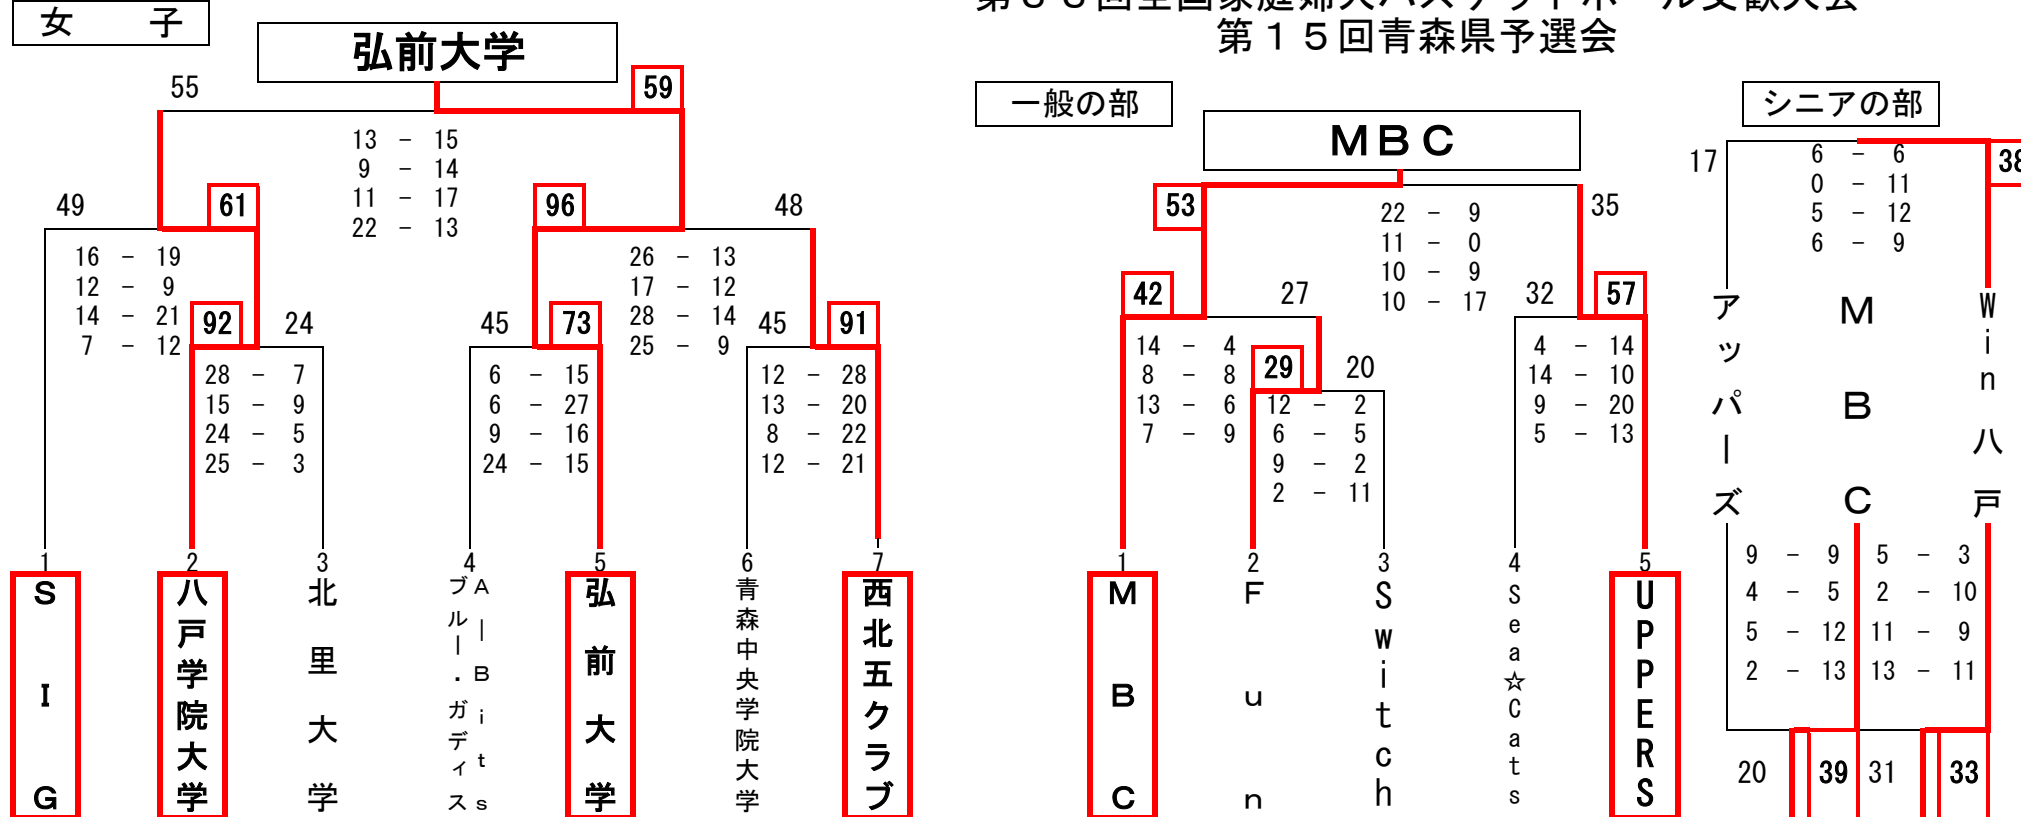 女　子
弘前大学
55
59
13 － 15
9 － 14
11 － 17
22 － 13
49
61
96
48
16 － 19
12 － 9
14 － 21
7 － 12
26 － 13
17 － 12
28 － 14
25 － 9
92
24
45
73
45
91
28 － 7
15 － 9
24 － 5
25 － 3
6 － 15
6 － 27
9 － 16
24 － 15
12 － 28
13 － 20
8 － 22
12 － 21
1
2
3
4
5
6
7
ＳＩＧ
八戸学院大学
北里大学
Ａ－Ｂｉｔｓ
ブルー・ガディス
弘前大学
青森中央学院大学
西北五クラブ
第１５回青森県予選会
一般の部
ＭＢＣ
53
35
22 － 9
11 － 0
10 － 9
10 － 17
42
27
32
57
14 － 4
8 － 8
13 － 6
7 － 9
29
20
12 － 2
6 － 5
9 － 2
2 － 11
4 － 14
14 － 10
9 － 20
5 － 13
1
2
3
4
5
ＭＢＣ
Ｆｕｎ
Ｓｗｉｔｃｈ
Ｓｅａ☆Ｃａｔｓ
ＵＰＰＥＲＳ
シニアの部
17
38
6 － 6
0 － 11
5 － 12
6 － 9
アッパーズ
ＭＢＣ
Ｗｉｎ八戸
9 － 9
4 － 5
5 － 12
2 － 13
5 － 3
2 － 10
11 － 9
13 － 11
20
39
31
33